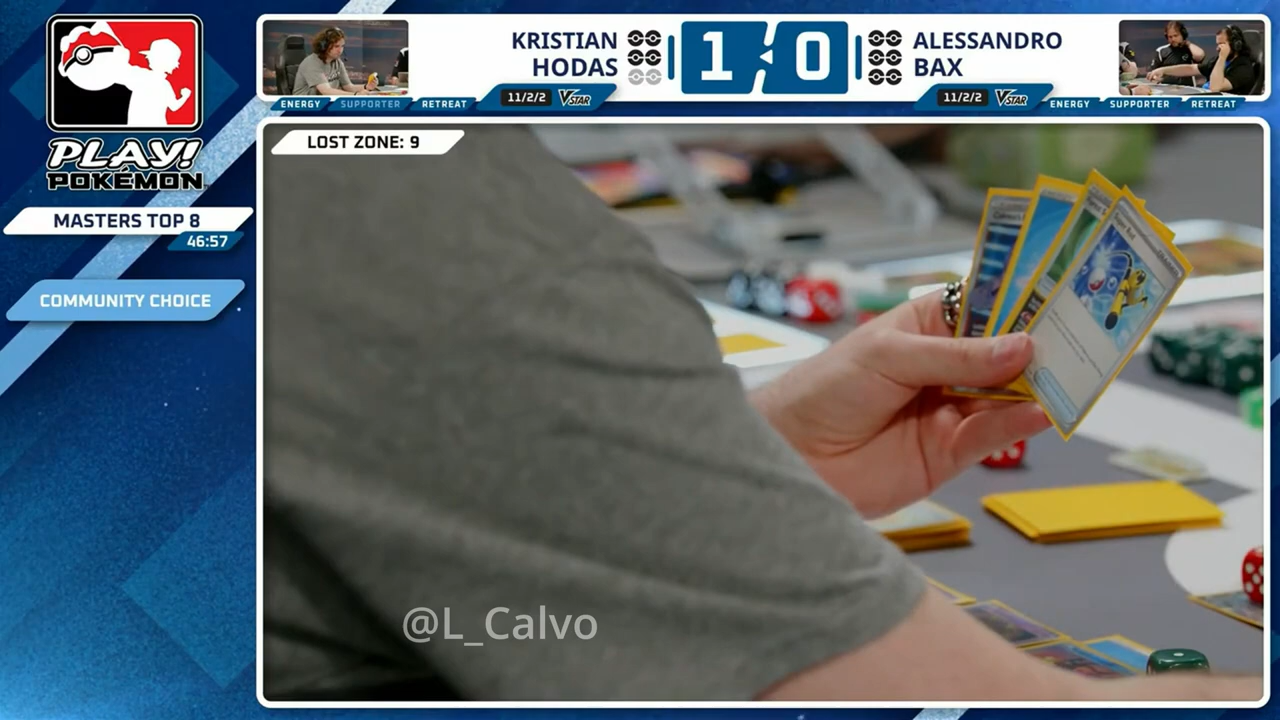 PLAY!
POKÉMON
MASTERS TOP 8
46:57
COMMUNITY CHOICE
KRISTIAN
HODAS
11/2/2 VSTAR
ENERGY SUPPORTER RETREAT
1 0
ALESSANDRO
BAX
11/2/2 VSTAR
ENERGY SUPPORTER RETREAT
LOST ZONE: 9
@L_Calvo